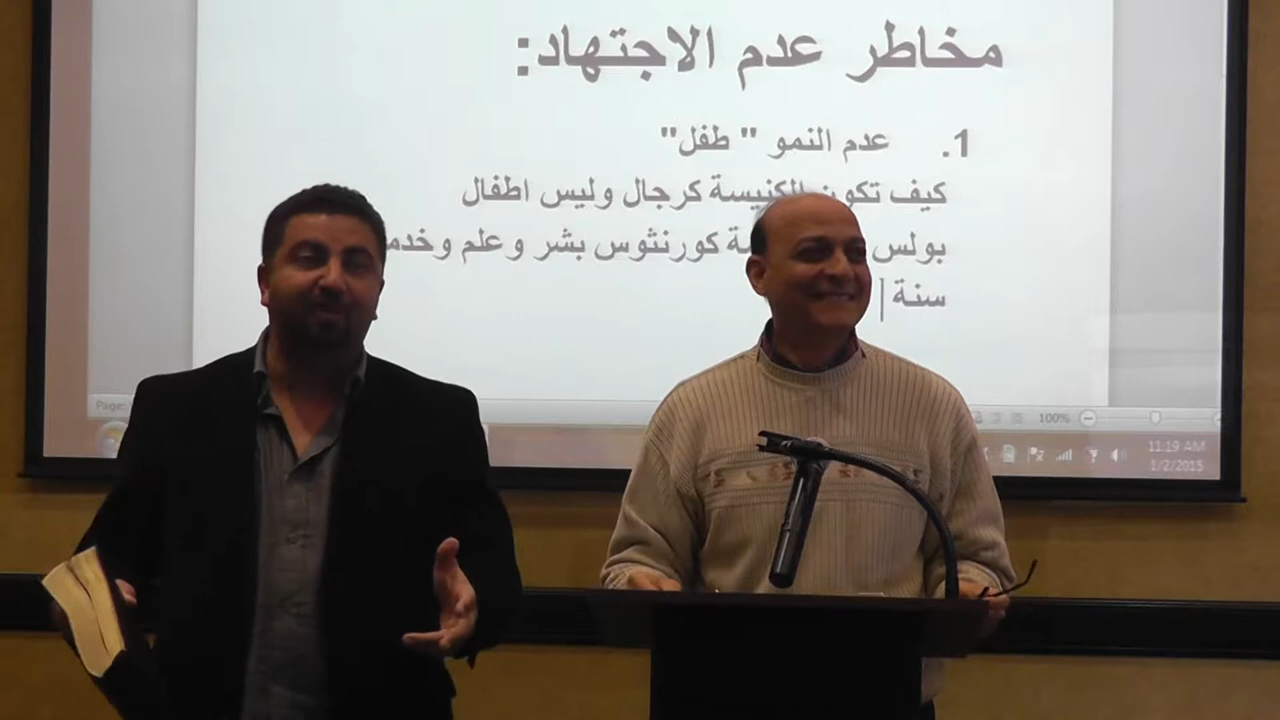 مخاطر عدم الاجتهاد:
1. عدم النمو " طفل"
كيف تكون الكنيسة كرجال وليس اطفال
بولس كورنثوس بشر وعلم وخدم
سنة
Page:
100%
11:19 AM
1/2/2015